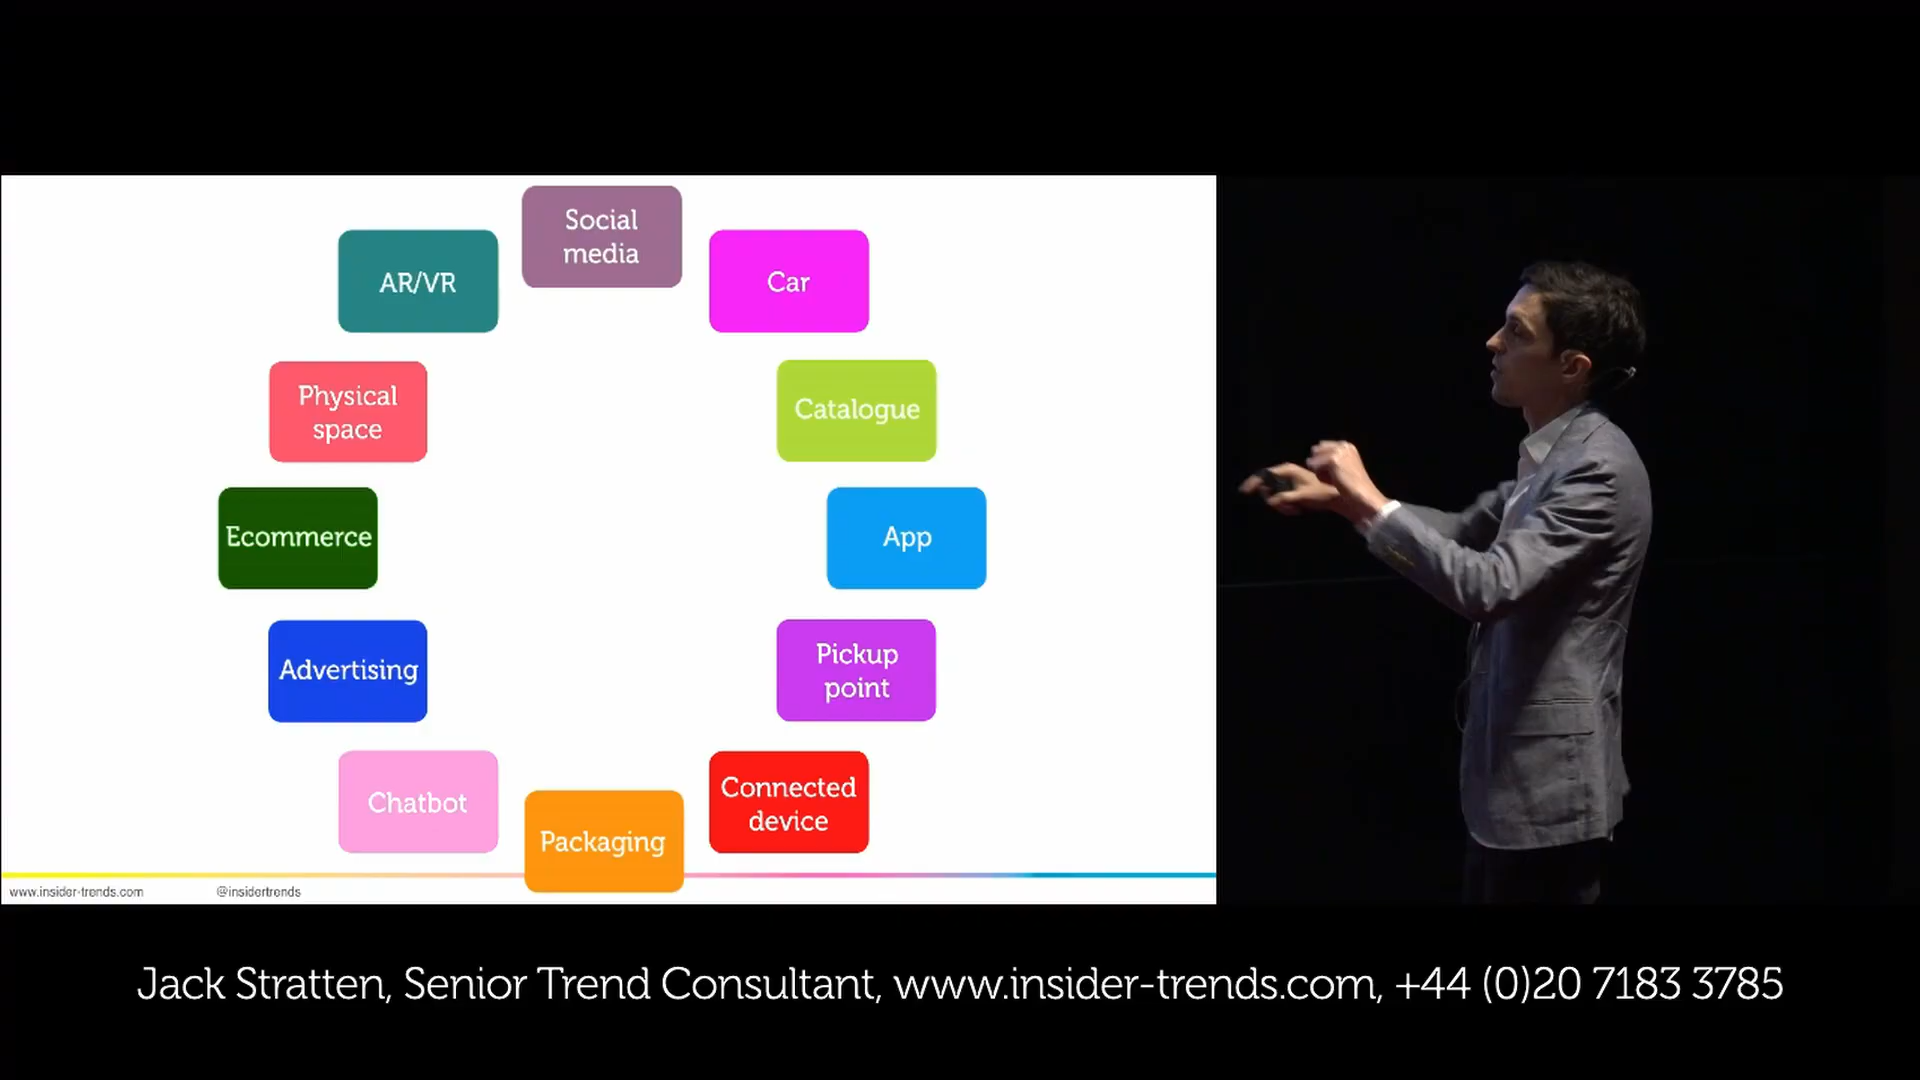 Social
media
AR/VR
Car
Physical
space
Catalogue
Ecommerce
App
Advertising
Pickup
point
Chatbot
Connected
device
Packaging
www.insider-trends.com
@insidertrends
Jack Stratten, Senior Trend Consultant, www.insider-trends.com, +44 (0)20 7183 3785